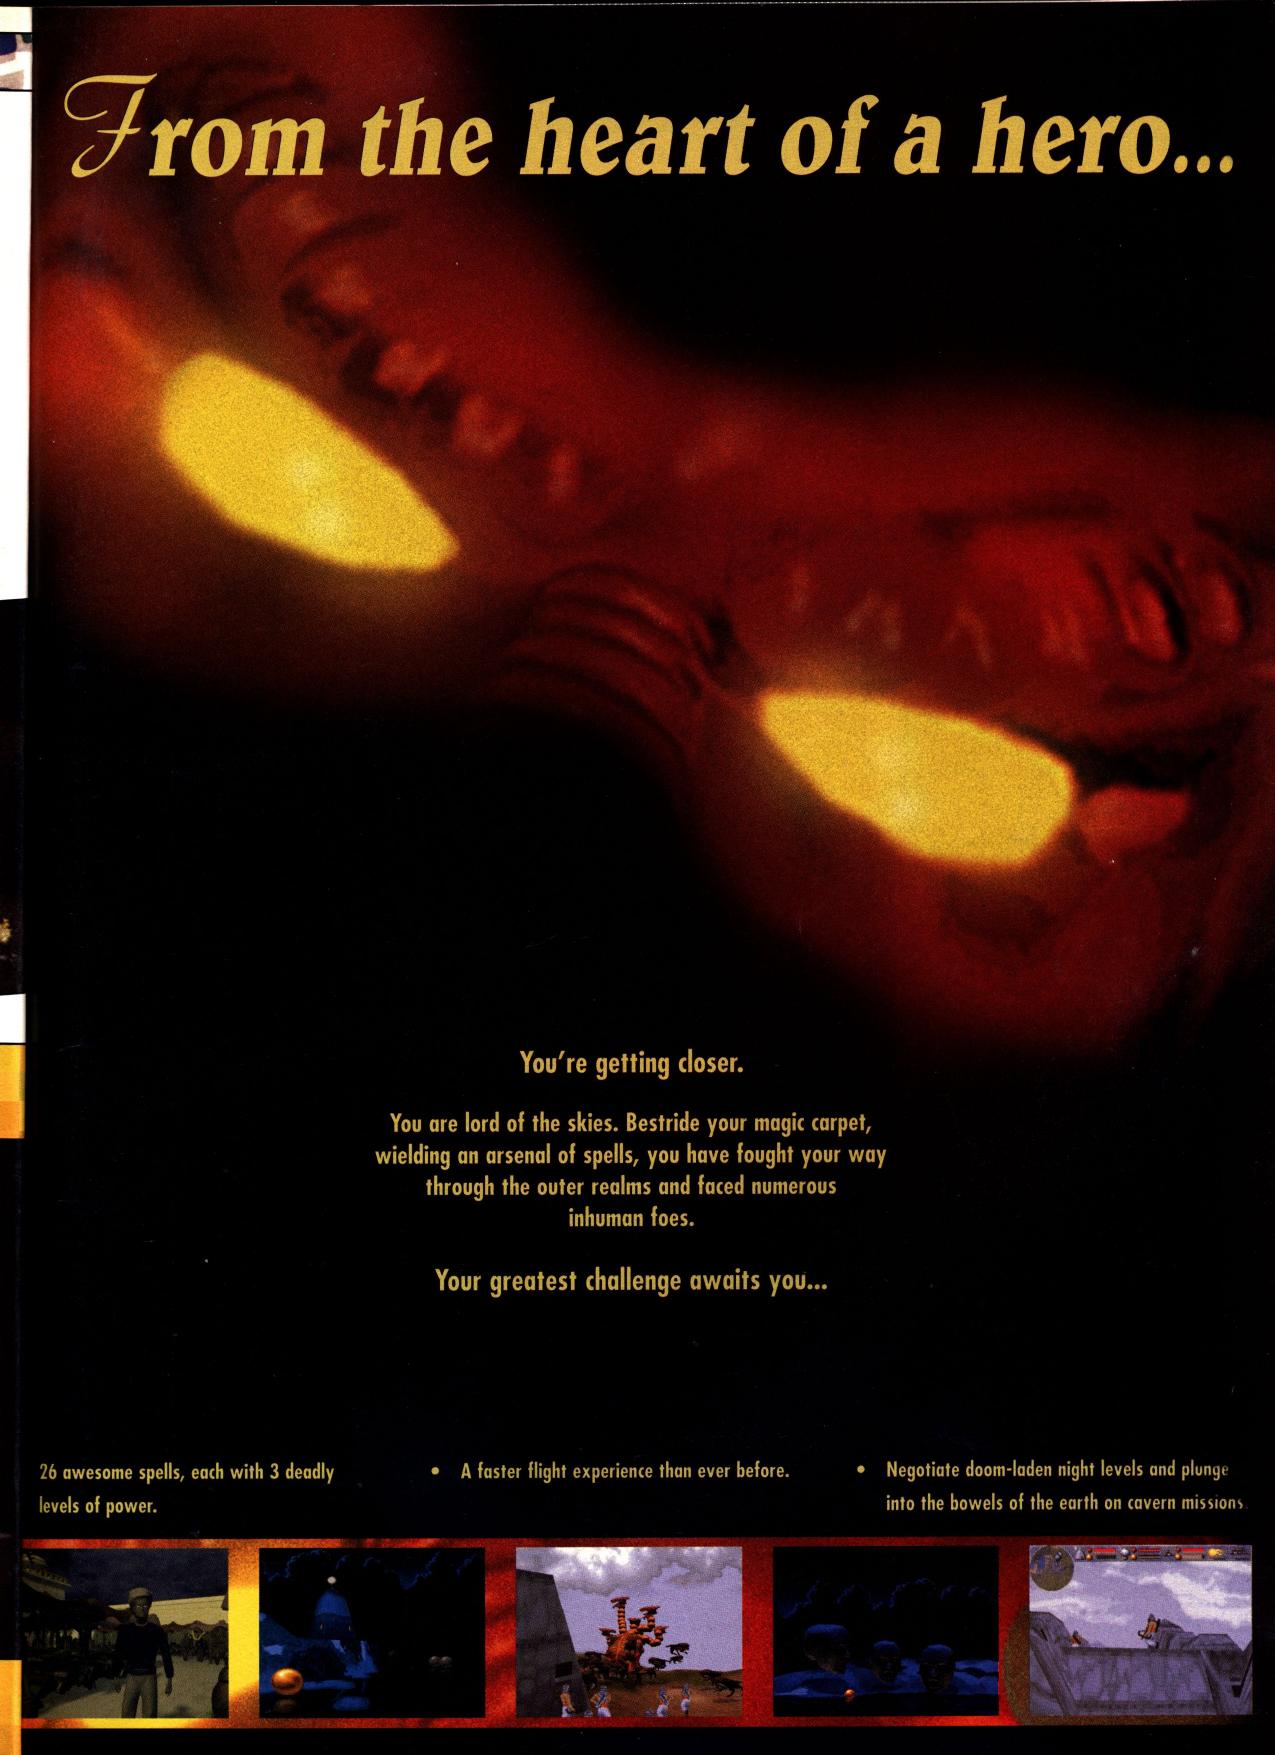 From the heart of a hero...
You're getting closer.
You are lord of the skies. Bestride your magic carpet,
wielding an arsenal of spells, you have fought your way
through the outer realms and faced numerous
inhuman foes.
Your greatest challenge awaits you...
26 awesome spells, each with 3 deadly
levels of power.
• A faster flight experience than ever before.
• Negotiate doom-laden night levels and plunge
into the bowels of the earth on cavern missions.